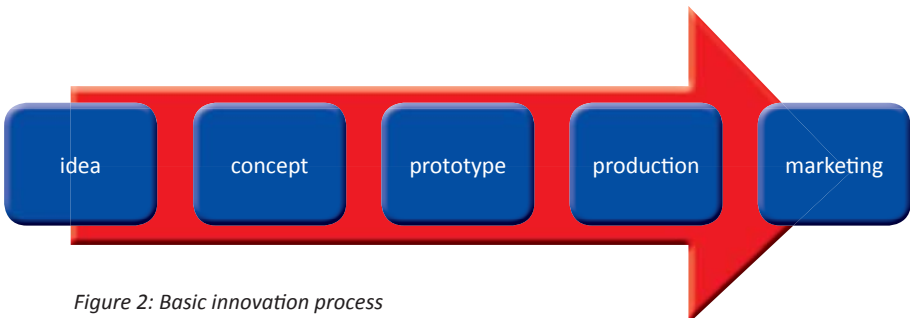 idea
concept
prototype
production
marketing
Figure 2: Basic innovation process